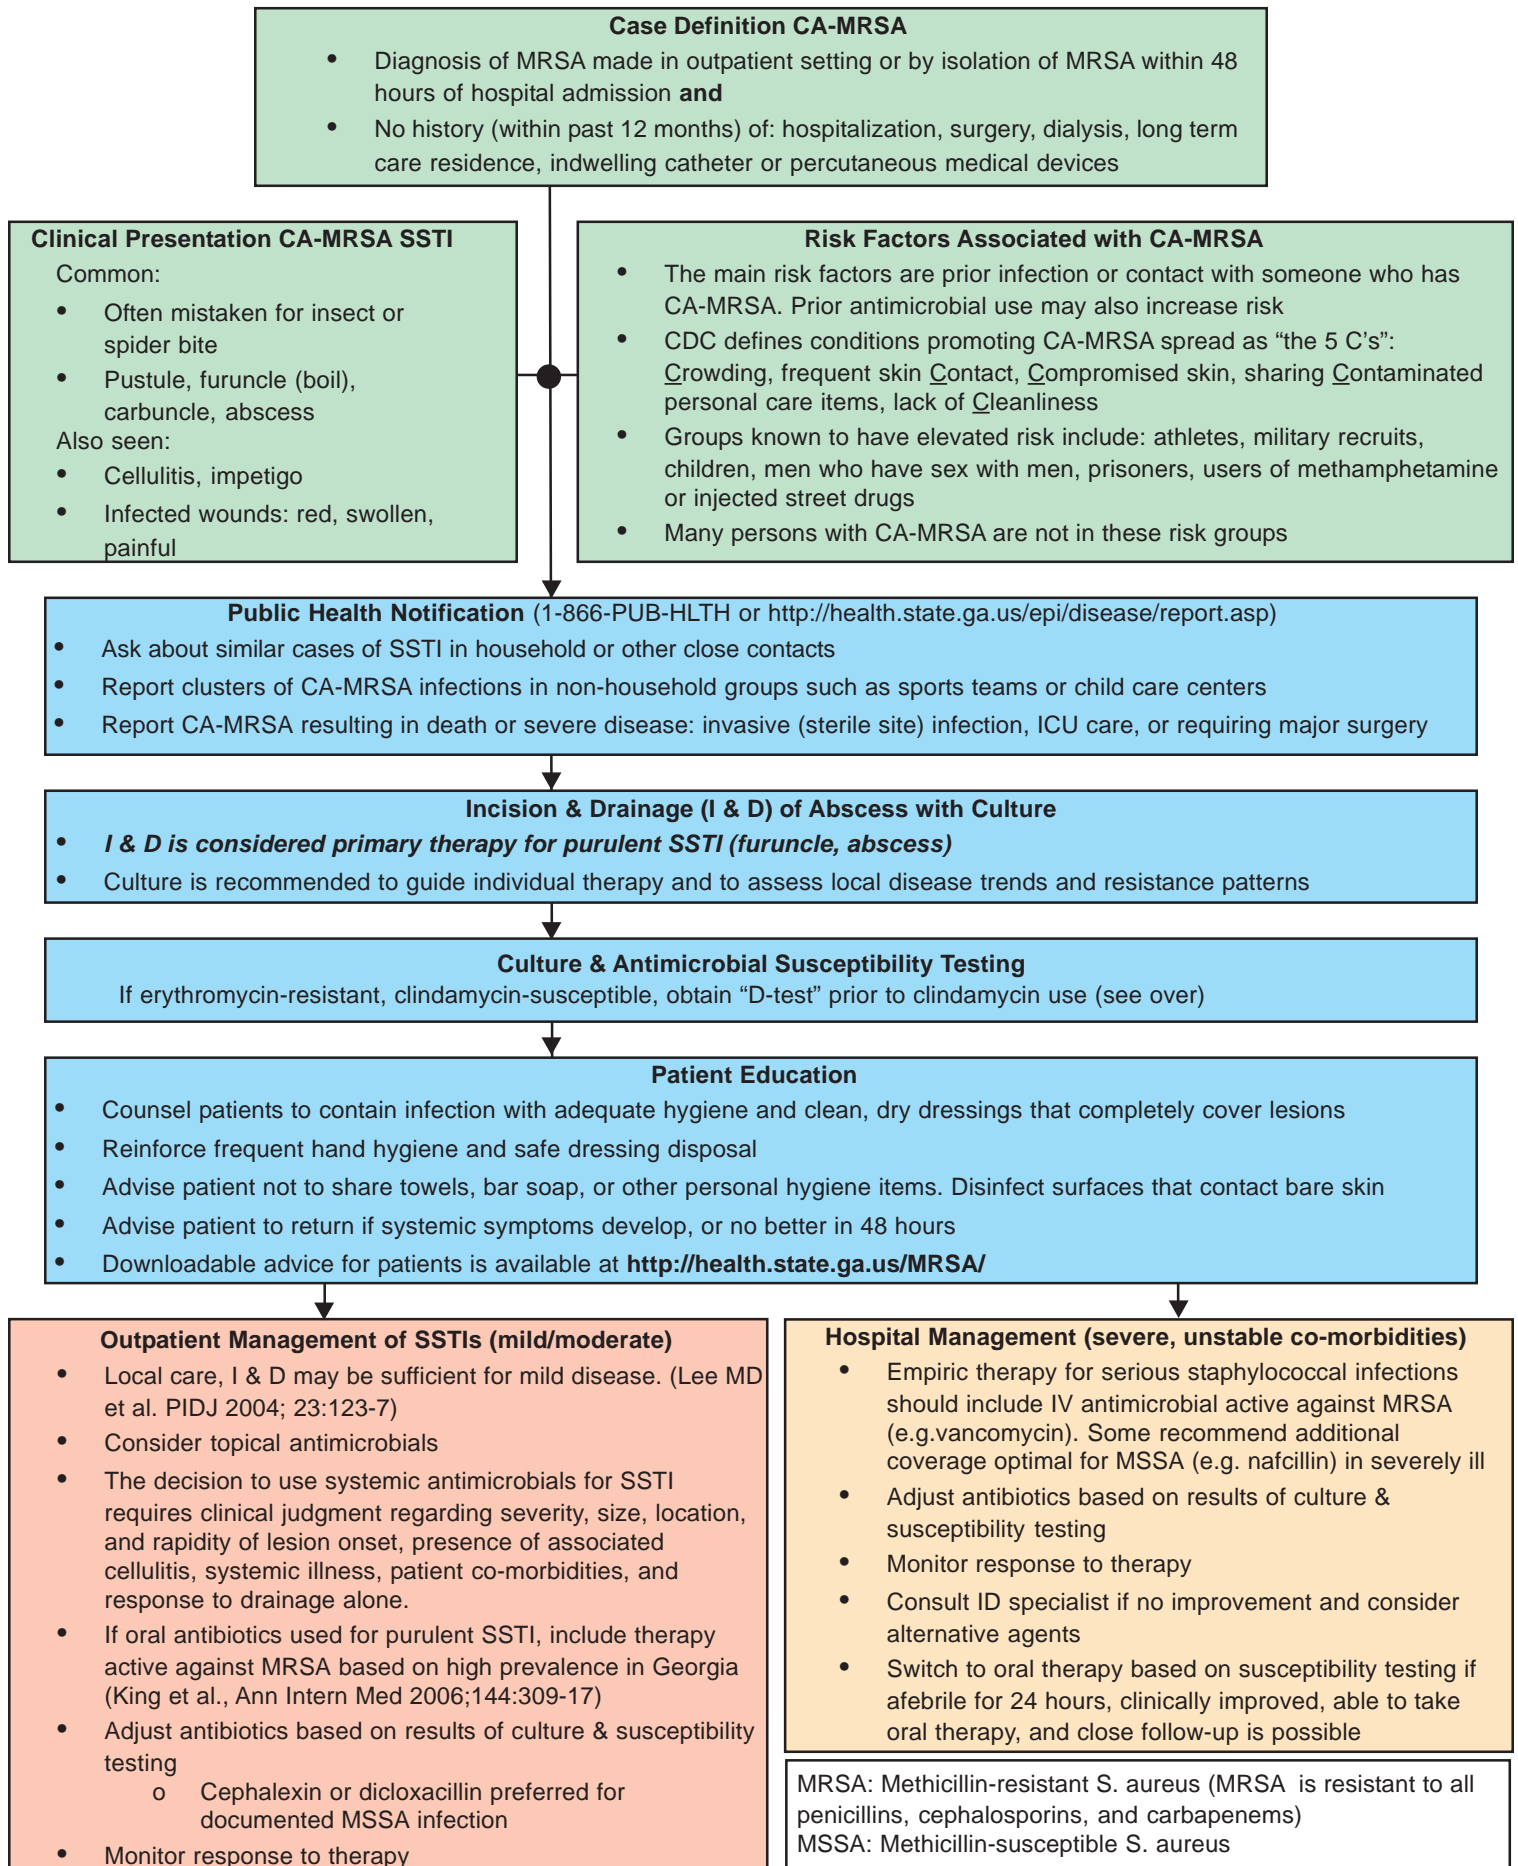 Case Definition CA-MRSA
• Diagnosis of MRSA made in outpatient setting or by isolation of MRSA within 48
hours of hospital admission and
• No history (within past 12 months) of: hospitalization, surgery, dialysis, long term
care residence, indwelling catheter or percutaneous medical devices
Clinical Presentation CA-MRSA SSTI
Common:
• Often mistaken for insect or
spider bite
• Pustule, furuncle (boil),
carbuncle, abscess
Also seen:
• Cellulitis, impetigo
• Infected wounds: red, swollen,
painful
Risk Factors Associated with CA-MRSA
• The main risk factors are prior infection or contact with someone who has
CA-MRSA. Prior antimicrobial use may also increase risk
• CDC defines conditions promoting CA-MRSA spread as “the 5 C’s”:
Crowding, frequent skin Contact, Compromised skin, sharing Contaminated
personal care items, lack of Cleanliness
• Groups known to have elevated risk include: athletes, military recruits,
children, men who have sex with men, prisoners, users of methamphetamine
or injected street drugs
• Many persons with CA-MRSA are not in these risk groups
Public Health Notification (1-866-PUB-HLTH or http://health.state.ga.us/epi/disease/report.asp)
• Ask about similar cases of SSTI in household or other close contacts
• Report clusters of CA-MRSA infections in non-household groups such as sports teams or child care centers
• Report CA-MRSA resulting in death or severe disease: invasive (sterile site) infection, ICU care, or requiring major surgery
Incision & Drainage (I & D) of Abscess with Culture
• I & D is considered primary therapy for purulent SSTI (furuncle, abscess)
• Culture is recommended to guide individual therapy and to assess local disease trends and resistance patterns
Culture & Antimicrobial Susceptibility Testing
If erythromycin-resistant, clindamycin-susceptible, obtain “D-test” prior to clindamycin use (see over)
Patient Education
• Counsel patients to contain infection with adequate hygiene and clean, dry dressings that completely cover lesions
• Reinforce frequent hand hygiene and safe dressing disposal
• Advise patient not to share towels, bar soap, or other personal hygiene items. Disinfect surfaces that contact bare skin
• Advise patient to return if systemic symptoms develop, or no better in 48 hours
• Downloadable advice for patients is available at http://health.state.ga.us/MRSA/
Outpatient Management of SSTIs (mild/moderate)
• Local care, I & D may be sufficient for mild disease. (Lee MD
et al. PIDJ 2004; 23:123-7)
• Consider topical antimicrobials
• The decision to use systemic antimicrobials for SSTI
requires clinical judgment regarding severity, size, location,
and rapidity of lesion onset, presence of associated
cellulitis, systemic illness, patient co-morbidities, and
response to drainage alone.
• If oral antibiotics used for purulent SSTI, include therapy
active against MRSA based on high prevalence in Georgia
(King et al., Ann Intern Med 2006;144:309-17)
• Adjust antibiotics based on results of culture & susceptibility
testing
o Cephalexin or dicloxacillin preferred for
documented MSSA infection
• Monitor response to therapy
Hospital Management (severe, unstable co-morbidities)
• Empiric therapy for serious staphylococcal infections
should include IV antimicrobial active against MRSA
(e.g.vancomycin). Some recommend additional
coverage optimal for MSSA (e.g. nafcillin) in severely ill
• Adjust antibiotics based on results of culture &
susceptibility testing
• Monitor response to therapy
• Consult ID specialist if no improvement and consider
alternative agents
• Switch to oral therapy based on susceptibility testing if
afebrile for 24 hours, clinically improved, able to take
oral therapy, and close follow-up is possible
MRSA: Methicillin-resistant S. aureus (MRSA is resistant to all
penicillins, cephalosporins, and carbapenems)
MSSA: Methicillin-susceptible S. aureus